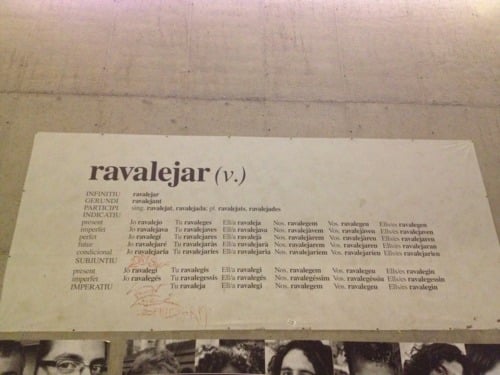 ravalejar (v.)
INFINITIU ravalejar
GERUNDI ravalejant
PARTICIPI sing. ravalejat, ravalejada; pl. ravalejats, ravalejades
INDICATIU
present Jo ravalejo Tu ravaleges Ell/a ravaleja Nos. ravalegem Vos. ravalegeu Ells/es ravalegen
imperfet Jo ravalejava Tu ravalejaves Ell/a ravalejava Nos. ravalejàvem Vos. ravalejàveu Ells/es ravalejaven
perfet Jo ravalegí Tu ravalejares Ell/a ravalejà Nos. ravalejàrem Vos. ravalejàreu Ells/es ravalejaren
futur Jo ravalejaré Tu ravalejaràs Ell/a ravalejarà Nos. ravalejarem Vos. ravalejareu Ells/es ravalejaran
condicional Jo ravalejaria Tu ravalejaries Ell/a ravalejaria Nos. ravalejaríem Vos. ravalejaríeu Ells/es ravalejarien
SUBJUNTIU
present Jo ravalegi Tu ravalegis Ell/a ravalegi Nos. ravalegem Vos. ravalegeu Ells/es ravalegin
imperfet Jo ravalegés Tu ravalegessis Ell/a ravalegés Nos. ravalegéssim Vos. ravalegéssiu Ells/es ravalegessin
IMPERATIU Tu ravaleja Ell/a ravalegi Nos. ravalegem Vos. ravalegeu Ells/es ravalegin